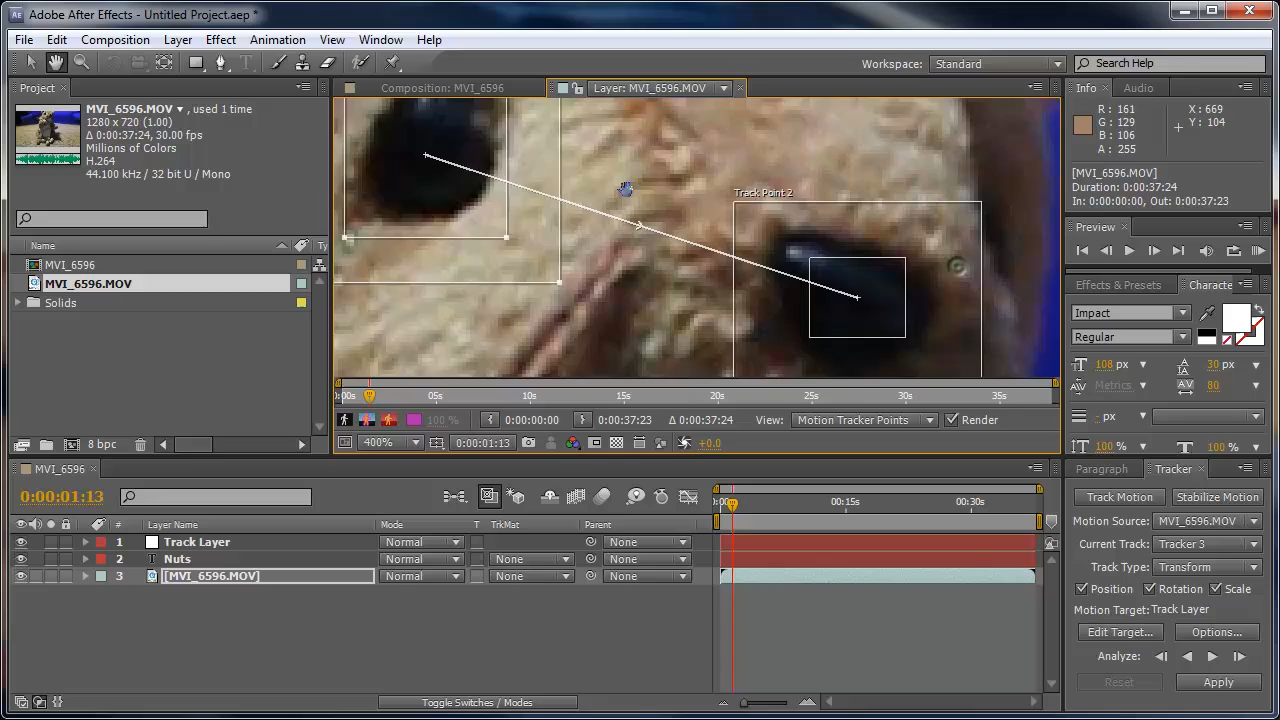 Adobe After Effects - Untitled Project.aep *
File Edit Composition Layer Effect Animation View Window Help
Workspace: Standard Search Help
Project
MVI_6596.MOV ▼ , used 1 time
1280 x 720 (1.00)
Δ 0:00:37:24, 30.00 fps
Millions of Colors
H.264
44.100 kHz / 32 bit U / Mono
Name Ty
MVI_6596
MVI_6596.MOV
Solids
8 bpc
Composition: MVI_6596 Layer: MVI_6596.MOV
Track Point 2
:00s 05s 10s 15s 20s 25s 30s 35s
100 % 0:00:00:00 0:00:37:23 Δ 0:00:37:24 View: Motion Tracker Points Render
400% 0:00:01:13 +0.0
Info Audio
R : 161 X : 669
G : 129 Y : 104
B : 106
A : 255
[MVI_6596.MOV]
Duration: 0:00:37:24
In: 0:00:00:00, Out: 0:00:37:23
Preview
Effects & Presets Characte
Impact
Regular
108 px 30 px
Metrics 80
- px
100 % 100 %
MVI_6596
0:00:01:13
:00s 00:15s 00:30s
# Layer Name Mode T TrkMat Parent
1 Track Layer Normal None
2 T Nuts Normal None None
3 [MVI_6596.MOV] Normal None None
Toggle Switches / Modes
Paragraph Tracker
Track Motion Stabilize Motion
Motion Source: MVI_6596.MOV
Current Track: Tracker 3
Track Type: Transform
Position Rotation Scale
Motion Target: Track Layer
Edit Target... Options...
Analyze:
Reset Apply